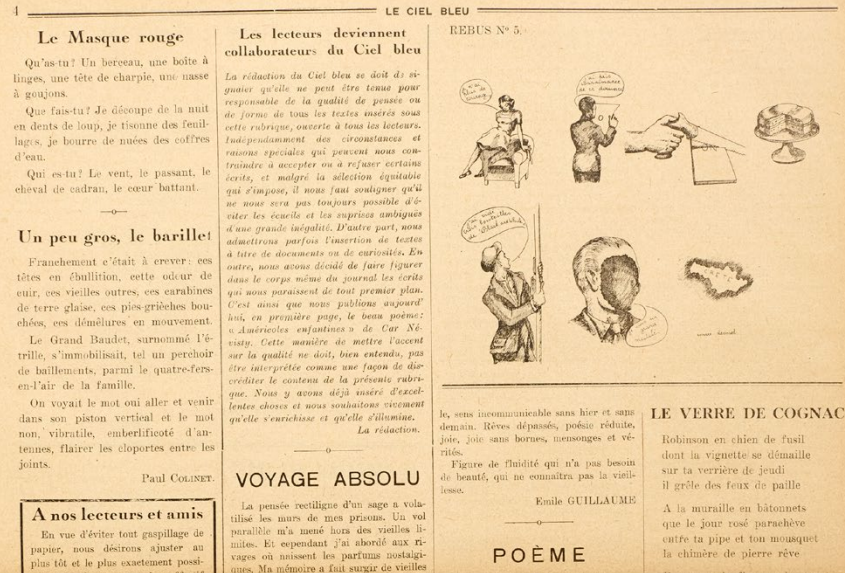 4
LE CIEL BLEU
Le Masque rouge
Qu'as-tu? Un berceau, une boîte à
linges, une tête de charpie, une nasse
à goujons.
Que fais-tu? Je découpe de la nuit
en dents de loup, je tisonne des feuil-
lages, je bourre de nuées des coffres
d'eau.
Qui es-tu? Le vent, le passant, le
cheval de cadran, le cœur battant.
Un peu gros, le barillet
Franchement c'était à crever : ces
têtes en ébullition, cette odeur de
cuir, ces vieilles outres, ces carabines
de terre glaise, ces pies-grièches bou-
chées, ces démêlures en mouvement.
Le Grand Baudet, surnommé l'é-
trille, s'immobilisait, tel un perchoir
de baillements, parmi le quatre-fers-
en-l'air de la famille.
On voyait le mot oui aller et venir
dans son piston vertical et le mot
non, vibratile, emberlificoté d'an-
tennes, flairer les cloportes entre les
joints.
Paul COLINET.
A nos lecteurs et amis
En vue d'éviter tout gaspillage de
papier, nous désirons ajuster au
plus tôt et le plus exactement possi-
Les lecteurs deviennent
collaborateurs du Ciel bleu
La rédaction du Ciel bleu se doit de si-
gnaler qu'elle ne peut être tenue pour
responsable de la qualité de pensée ou
de forme de tous les textes insérés sous
cette rubrique, ouverte à tous les lecteurs.
Indépendamment des circonstances et
raisons spéciales qui peuvent nous con-
traindre à accepter ou à refuser certains
écrits, et malgré la sélection équitable
qui s'impose, il nous faut souligner qu'il
ne nous sera pas toujours possible d'é-
viter les écueils et les suprises ambiguës
d'une grande inégalité. D'autre part, nous
admettrons parfois l'insertion de textes
à titre de documents ou de curiosités. En
outre, nous avons décidé de faire figurer
dans le corps même du journal les écrits
qui nous paraissent de tout premier plan.
C'est ainsi que nous publions aujourd'
hui, en première page, le beau poème:
« Américoles enfantines » de Car Né-
visty. Cette manière de mettre l'accent
sur la qualité ne doit, bien entendu, pas
être interprétée comme une façon de dis-
créditer le contenu de la présente rubri-
que. Nous y avons déjà inséré d'excel-
lentes choses et nous souhaitons vivement
qu'elle s'enrichisse et qu'elle s'illumine.
La rédaction.
VOYAGE ABSOLU
La pensée rectiligne d'un sage a vola-
tilisé les murs de mes prisons. Un vol
parallèle m'a mené hors des vieilles li-
mites. Et cependant j'ai abordé aux ri-
vages où naissent les parfums nostalgi-
ques. Ma mémoire a fait surgir de vieilles
REBUS Nº 5.
le, sens incommunicable sans hier et sans
demain. Rêves dépassés, poésie réduite,
joie, joie sans bornes, mensonges et vé-
rités.
Figure de fluidité qui n'a pas besoin
de beauté, qui ne connaîtra pas la vieil-
lesse.
Emile GUILLAUME
POÈME
LE VERRE DE COGNAC
Robinson en chien de fusil
dont la vignette se démaille
sur ta verrière de jeudi
il grêle des feux de paille
A la muraille en bâtonnets
que le jour rosé parachève
entre ta pipe et ton mousquet
la chimère de pierre rêve